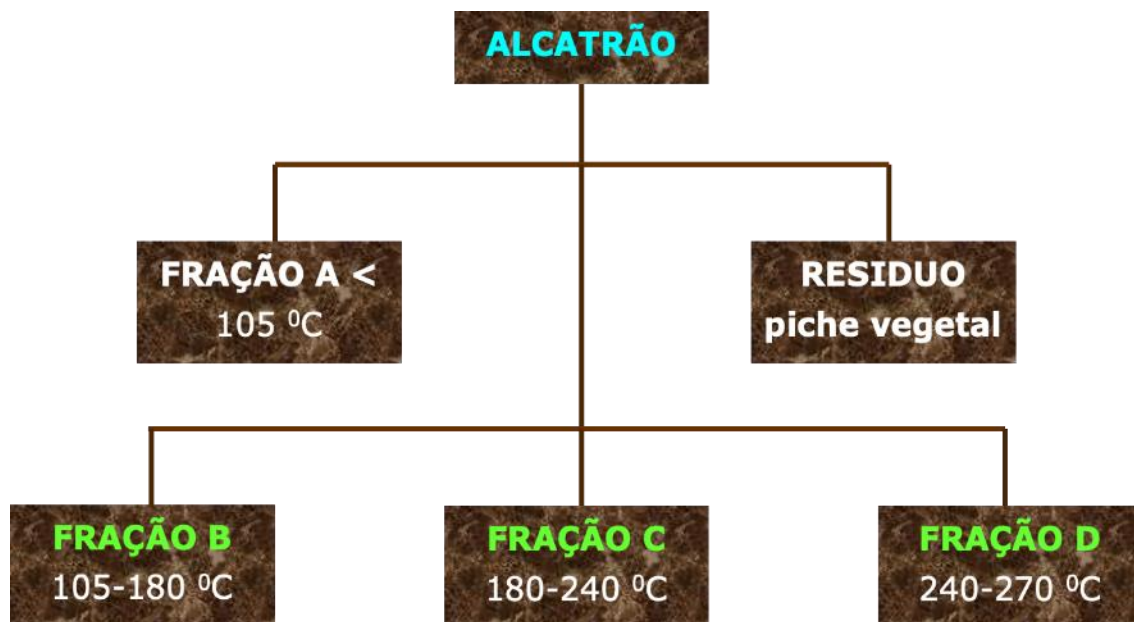 ALCATRÃO
FRAÇÃO A <
105 ⁰C
RESIDUO
piche vegetal
FRAÇÃO B
105-180 ⁰C
FRAÇÃO C
180-240 ⁰C
FRAÇÃO D
240-270 ⁰C